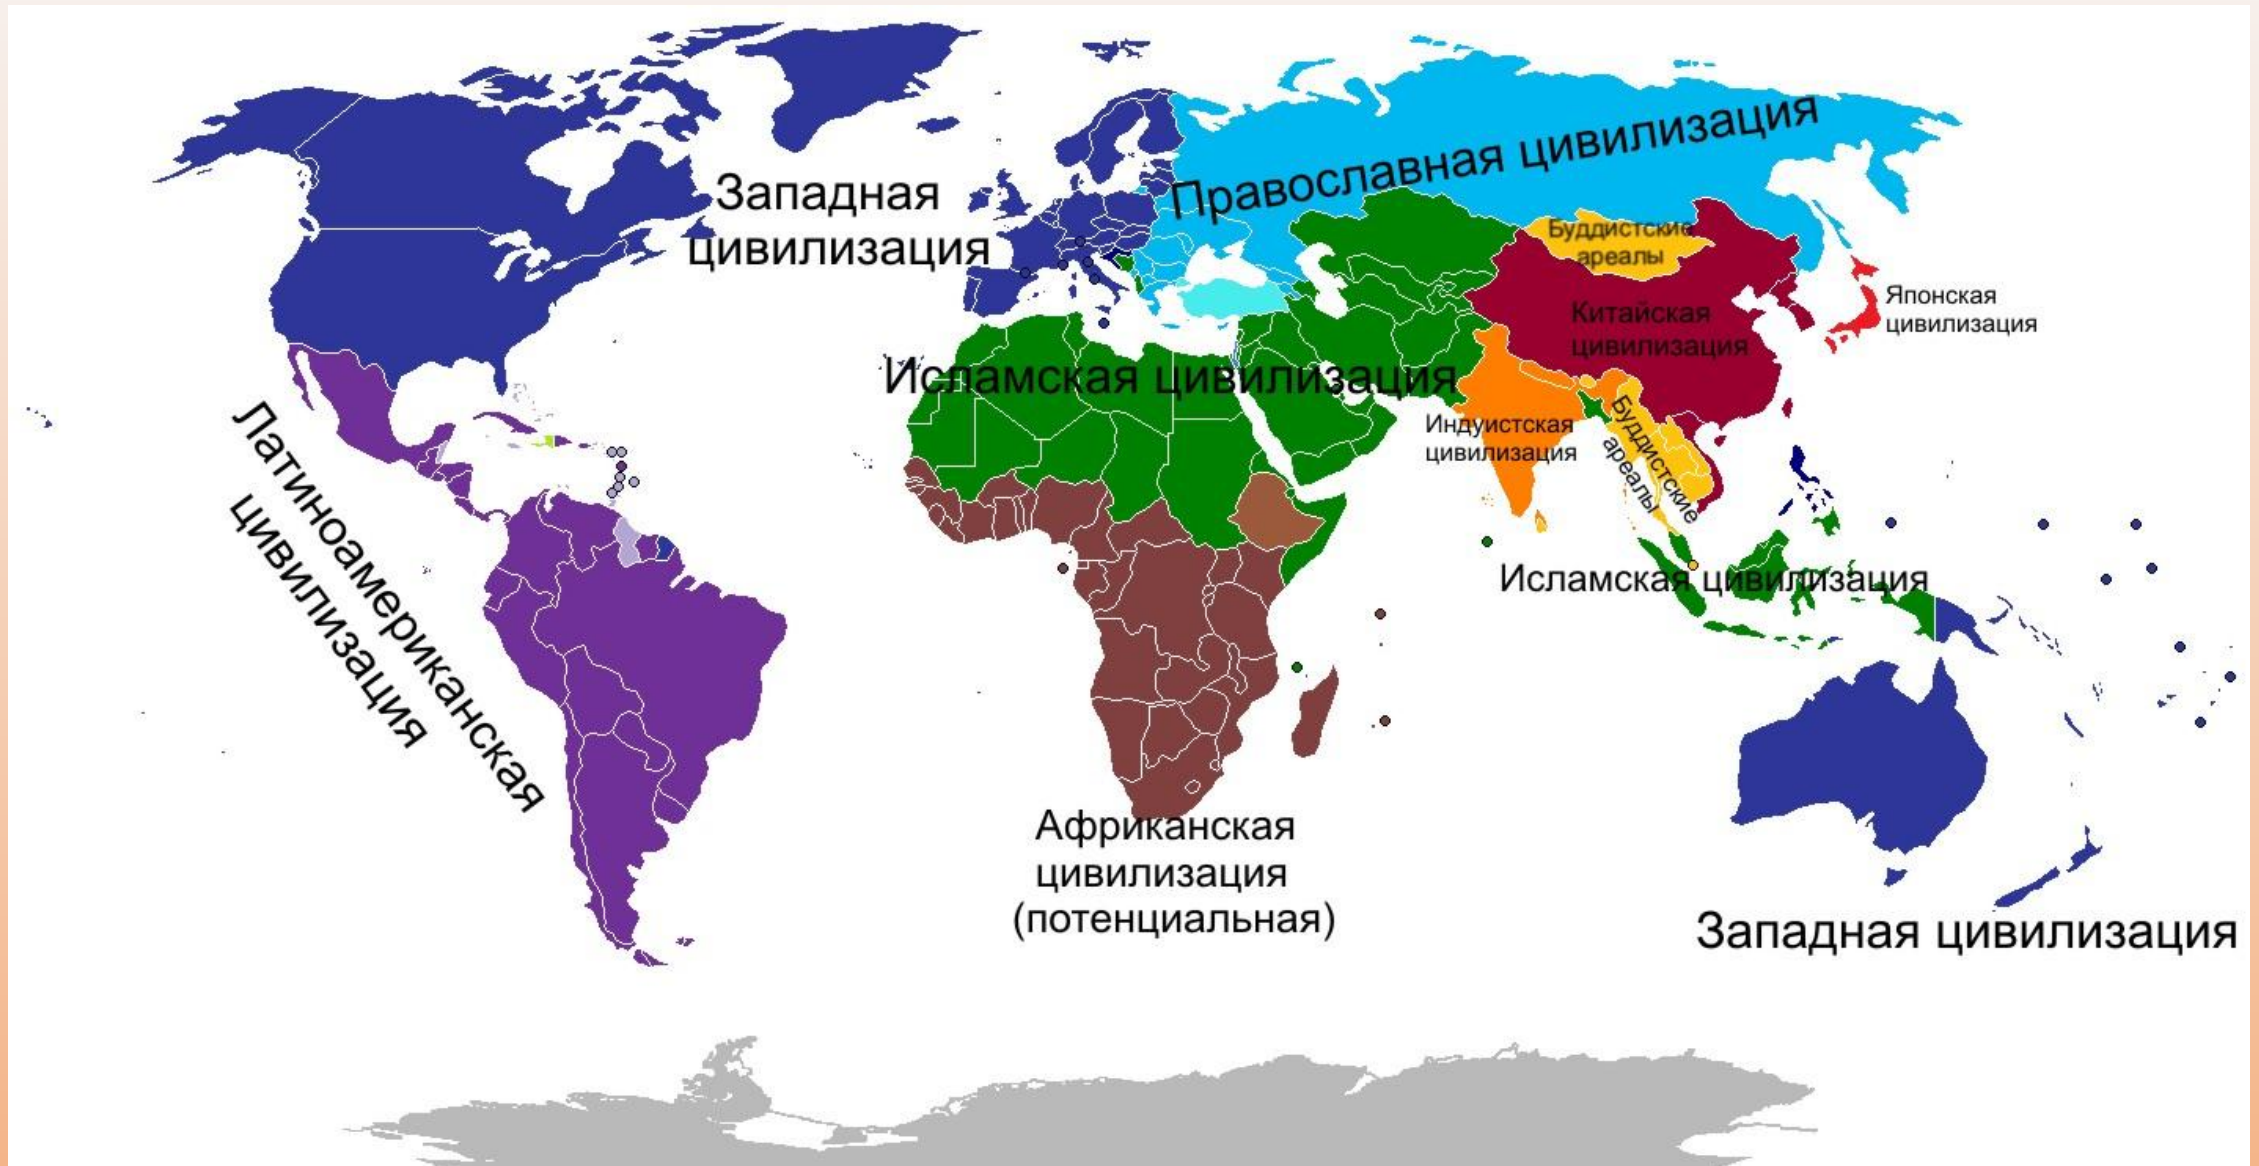 Западная
цивилизация
Православная цивилизация
Буддистские
ареалы
Японская
цивилизация
Китайская
цивилизация
Исламская цивилизация
Индуистская
цивилизация
Буддистские
ареалы
Латиноамериканская
цивилизация
Исламская цивилизация
Африканская
цивилизация
(потенциальная)
Западная цивилизация